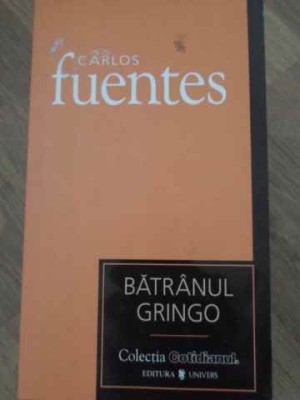 CARLOS
fuentes
BĂTRÂNUL
GRINGO
Colecția Cotidianul
EDITURA UNIVERS